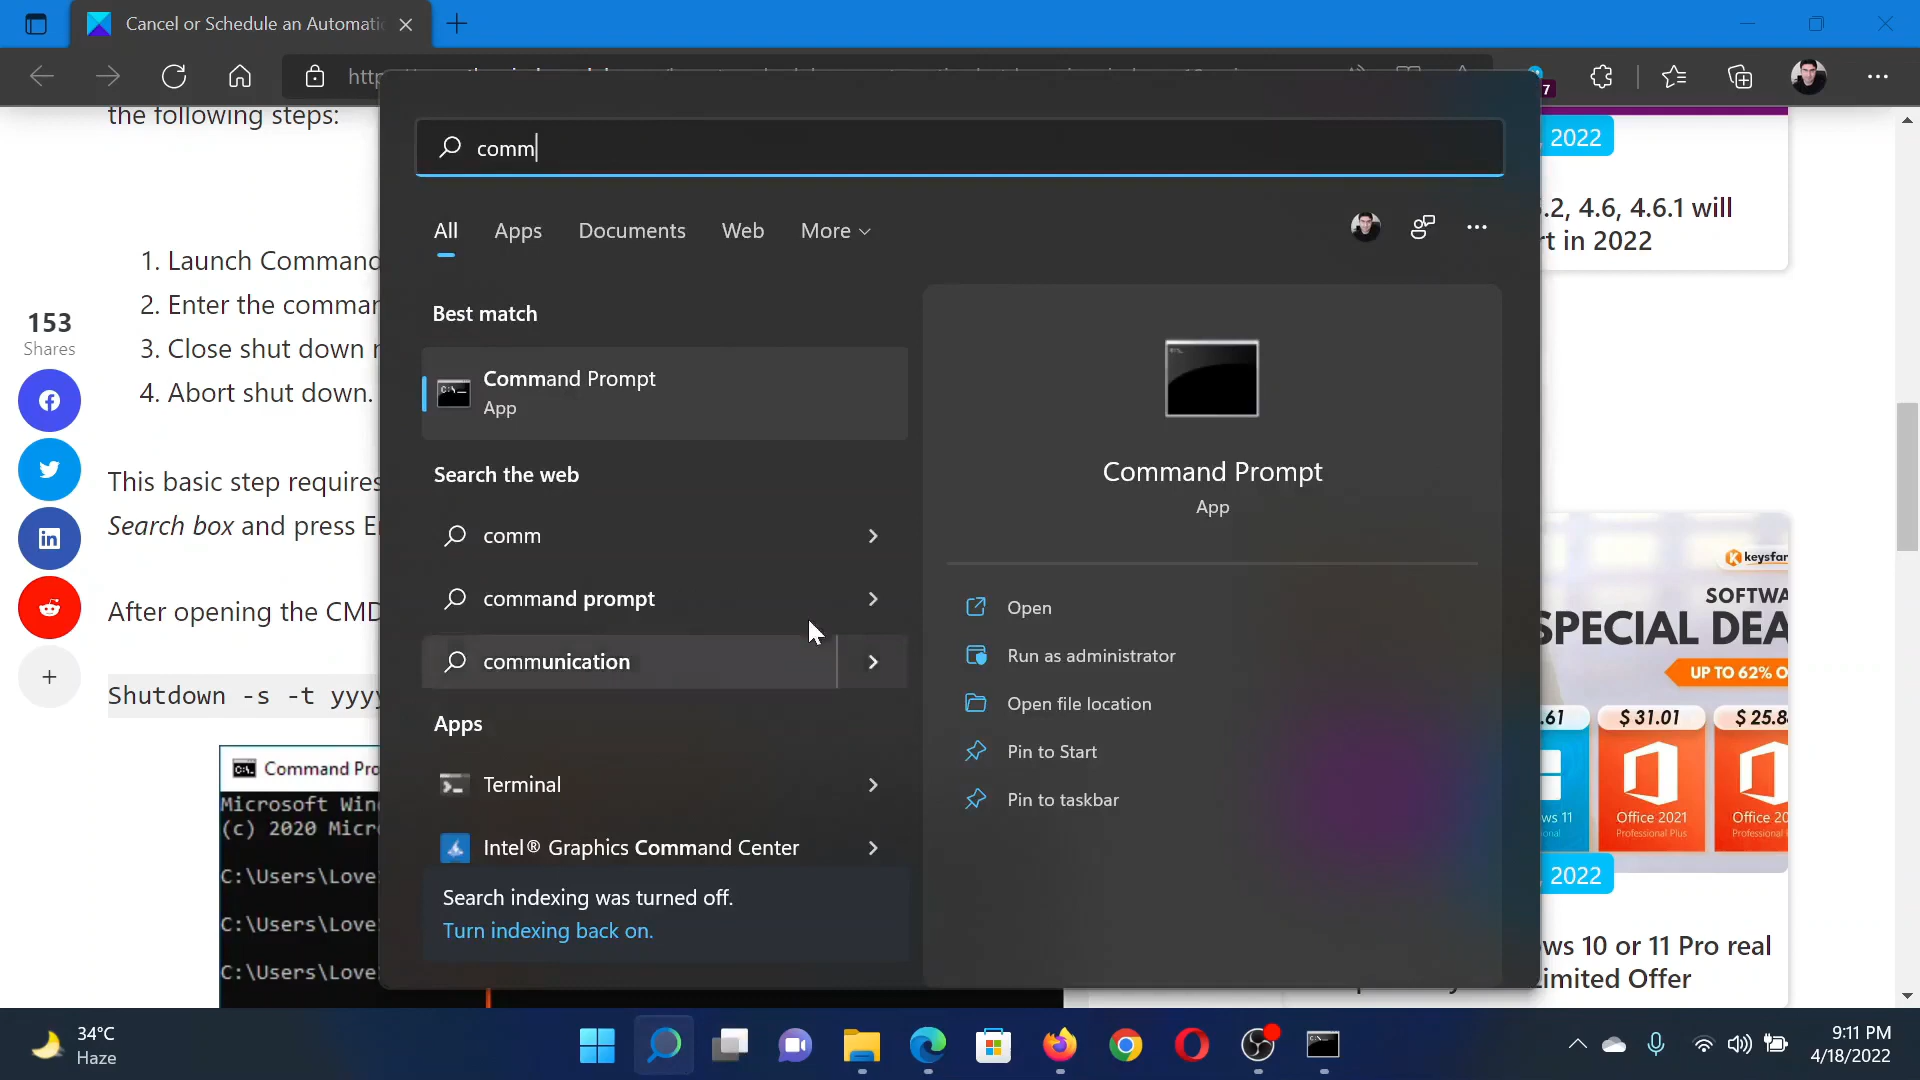 Cancel or Schedule an Automati
http
7
the following steps:
comm
All
Apps
Documents
Web
More
2022
.2, 4.6, 4.6.1 will
rt in 2022
1. Launch Command
2. Enter the comman
3. Close shut down
4. Abort shut down.
153
Shares
This basic step requires
Search box and press E
After opening the CMD
Shutdown -s -t yyyy
Best match
Command Prompt
App
Search the web
comm
command prompt
communication
Apps
Terminal
Intel® Graphics Command Center
Search indexing was turned off.
Turn indexing back on.
Command Prompt
App
Open
Run as administrator
Open file location
Pin to Start
Pin to taskbar
Command Pro
Microsoft Win
(c) 2020 Micr
C:\Users\Love
C:\Users\Love
C:\Users\Love
keysfan
SOFTWA
SPECIAL DEA
UP TO 62% O
.61
$ 31.01
$ 25.8
ws 11
ional
Office 2021
Professional Plus
Office 20
Professional
2022
ws 10 or 11 Pro real
imited Offer
34°C
Haze
9:11 PM
4/18/2022